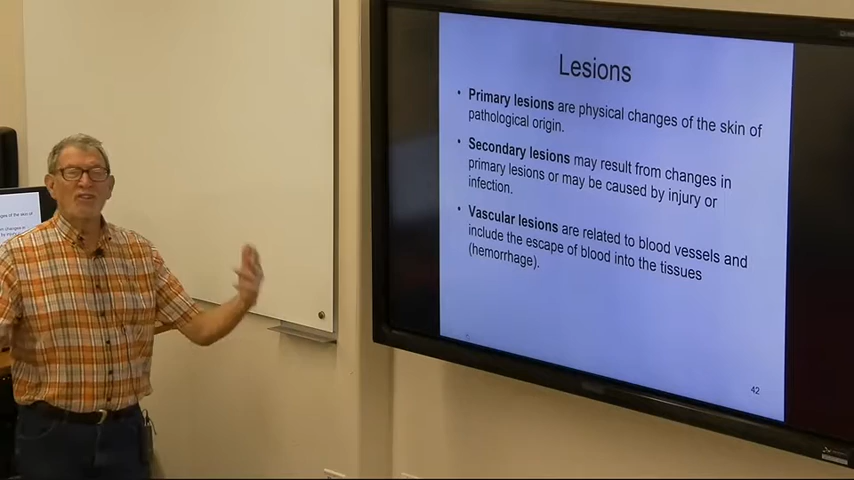 Lesions
• Primary lesions are physical changes of the skin of
pathological origin.
• Secondary lesions may result from changes in
primary lesions or may be caused by injury or
infection.
• Vascular lesions are related to blood vessels and
include the escape of blood into the tissues
(hemorrhage).
42